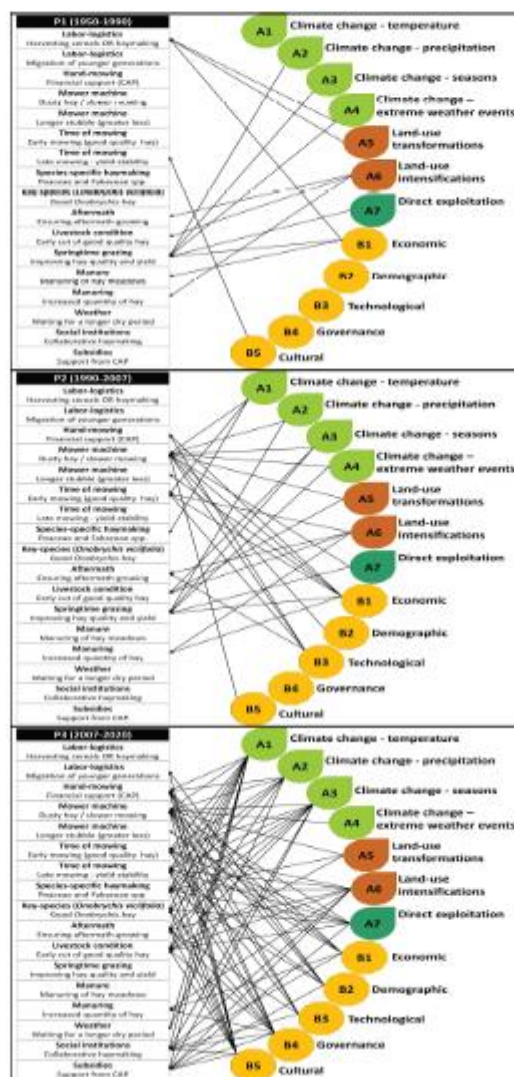 P1 (1950-1990)
Labor-logistics
Harvesting cereals OR haymaking
Labor-logistics
Migration of younger generations
Hand-mowing
Financial support (CAP)
Mower machine
Dusty hay / slower mowing
Mower machine
Longer stubble (greater loss)
Time of mowing
Early mowing (good quality hay)
Time of mowing
Late mowing - yield stability
Species-specific haymaking
Poaceae and Fabaceae spp
Key-species (Onobrychis viciifolia)
Good Onobrychis hay
Aftermath
Ensuring aftermath growing
Livestock condition
Early cut of good quality hay
Springtime grazing
Improving hay quality and yield
Manure
Manuring of hay meadows
Manuring
Increased quantity of hay
Weather
Waiting for a longer dry period
Social institutions
Collaborative haymaking
Subsidies
Support from CAP
A1 Climate change - temperature
A2 Climate change - precipitation
A3 Climate change - seasons
A4 Climate change –
extreme weather events
A5 Land-use
transformations
A6 Land-use
intensifications
A7 Direct exploitation
B1 Economic
B2 Demographic
B3 Technological
B4 Governance
B5 Cultural
P2 (1990-2007)
Labor-logistics
Harvesting cereals OR haymaking
Labor-logistics
Migration of younger generations
Hand-mowing
Financial support (CAP)
Mower machine
Dusty hay / slower mowing
Mower machine
Longer stubble (greater loss)
Time of mowing
Early mowing (good quality hay)
Time of mowing
Late mowing - yield stability
Species-specific haymaking
Poaceae and Fabaceae spp
Key-species (Onobrychis viciifolia)
Good Onobrychis hay
Aftermath
Ensuring aftermath growing
Livestock condition
Early cut of good quality hay
Springtime grazing
Improving hay quality and yield
Manure
Manuring of hay meadows
Manuring
Increased quantity of hay
Weather
Waiting for a longer dry period
Social institutions
Collaborative haymaking
Subsidies
Support from CAP
A1 Climate change - temperature
A2 Climate change - precipitation
A3 Climate change - seasons
A4 Climate change –
extreme weather events
A5 Land-use
transformations
A6 Land-use
intensifications
A7 Direct exploitation
B1 Economic
B2 Demographic
B3 Technological
B4 Governance
B5 Cultural
P3 (2007-2020)
Labor-logistics
Harvesting cereals OR haymaking
Labor-logistics
Migration of younger generations
Hand-mowing
Financial support (CAP)
Mower machine
Dusty hay / slower mowing
Mower machine
Longer stubble (greater loss)
Time of mowing
Early mowing (good quality hay)
Time of mowing
Late mowing - yield stability
Species-specific haymaking
Poaceae and Fabaceae spp
Key-species (Onobrychis viciifolia)
Good Onobrychis hay
Aftermath
Ensuring aftermath growing
Livestock condition
Early cut of good quality hay
Springtime grazing
Improving hay quality and yield
Manure
Manuring of hay meadows
Manuring
Increased quantity of hay
Weather
Waiting for a longer dry period
Social institutions
Collaborative haymaking
Subsidies
Support from CAP
A1 Climate change - temperature
A2 Climate change - precipitation
A3 Climate change - seasons
A4 Climate change –
extreme weather events
A5 Land-use
transformations
A6 Land-use
intensifications
A7 Direct exploitation
B1 Economic
B2 Demographic
B3 Technological
B4 Governance
B5 Cultural